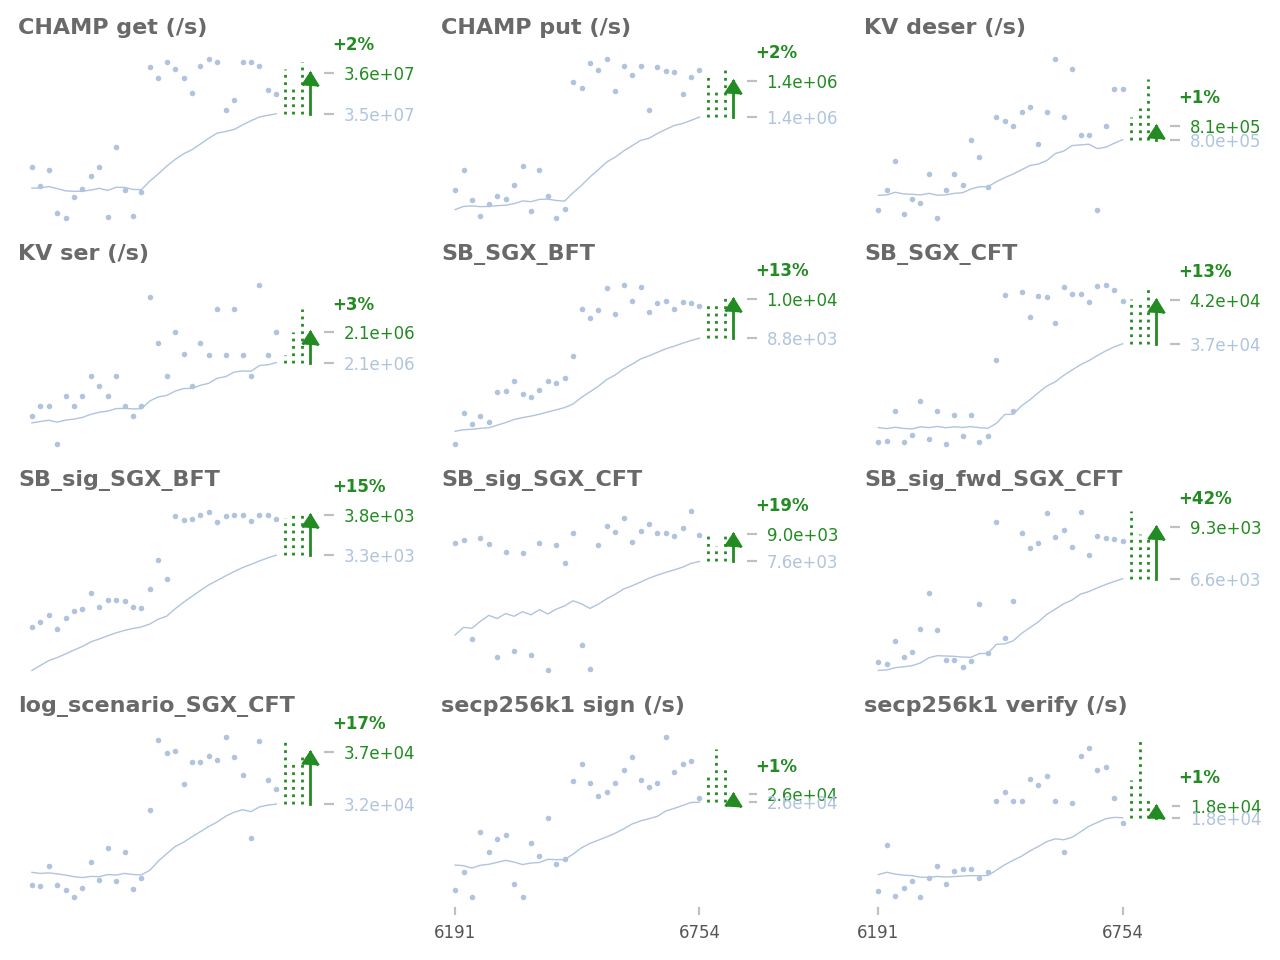 CHAMP get (/s)
+2%
3.6e+07
3.5e+07
CHAMP put (/s)
+2%
1.4e+06
1.4e+06
KV deser (/s)
+1%
8.1e+05
8.0e+05
KV ser (/s)
+3%
2.1e+06
2.1e+06
SB_SGX_BFT
+13%
1.0e+04
8.8e+03
SB_SGX_CFT
+13%
4.2e+04
3.7e+04
SB_sig_SGX_BFT
+15%
3.8e+03
3.3e+03
SB_sig_SGX_CFT
+19%
9.0e+03
7.6e+03
SB_sig_fwd_SGX_CFT
+42%
9.3e+03
6.6e+03
log_scenario_SGX_CFT
+17%
3.7e+04
3.2e+04
secp256k1 sign (/s)
+1%
2.6e+04
2.6e+04
6191
6754
secp256k1 verify (/s)
+1%
1.8e+04
1.8e+04
6191
6754